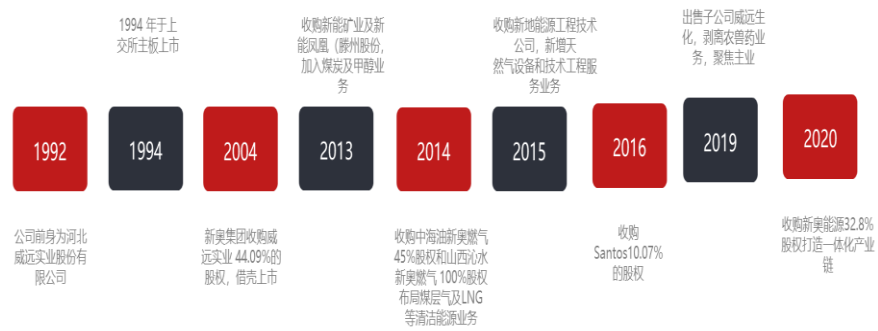 1994 年于上
交所主板上市
收购新能矿业及新
能凤凰（滕州股份，
加入煤炭及甲醇业
务
收购新地能源工程技术
公司，新增天
然气设备和技术工程服
务业务
出售子公司威远生
化，剥离农兽药业
务，聚焦主业
1992
1994
2004
2013
2014
2015
2016
2019
2020
公司前身为河北
威远实业股份有
限公司
新奥集团收购威
远实业 44.09%的
股权，借壳上市
收购中海油新奥燃气
45%股权和山西沁水
新奥燃气 100%股权
布局煤层气及LNG
等清洁能源业务
收购
Santos10.07%
的股权
收购新奥能源32.8%
股权打造一体化产业
链